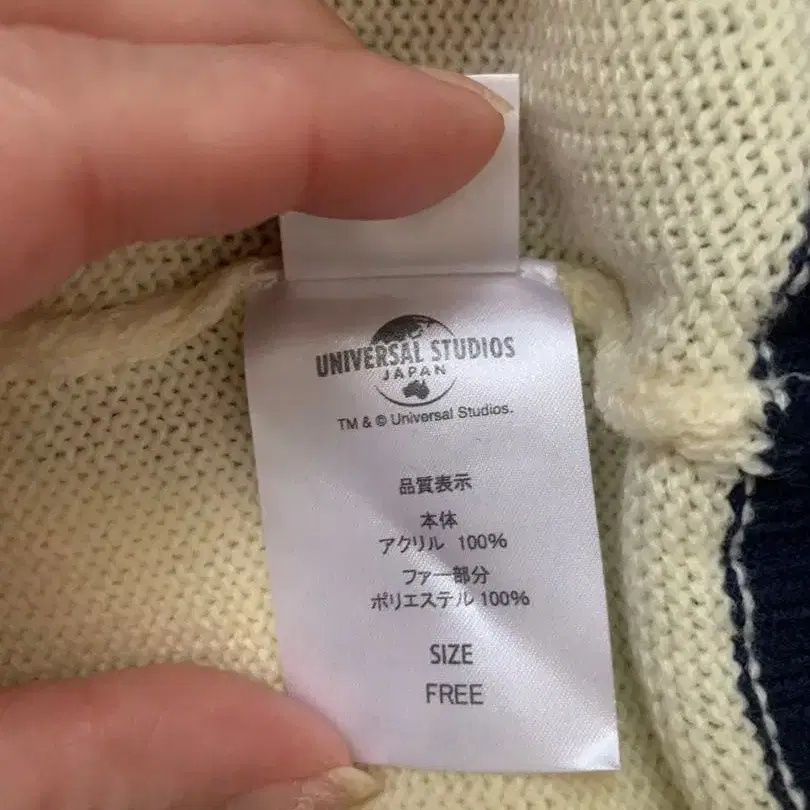 UNIVERSAL STUDIOS
JAPAN
TM & © Universal Studios.
品質表示
本体
アクリル 100%
ファー部分
ポリエステル 100%
SIZE
FREE